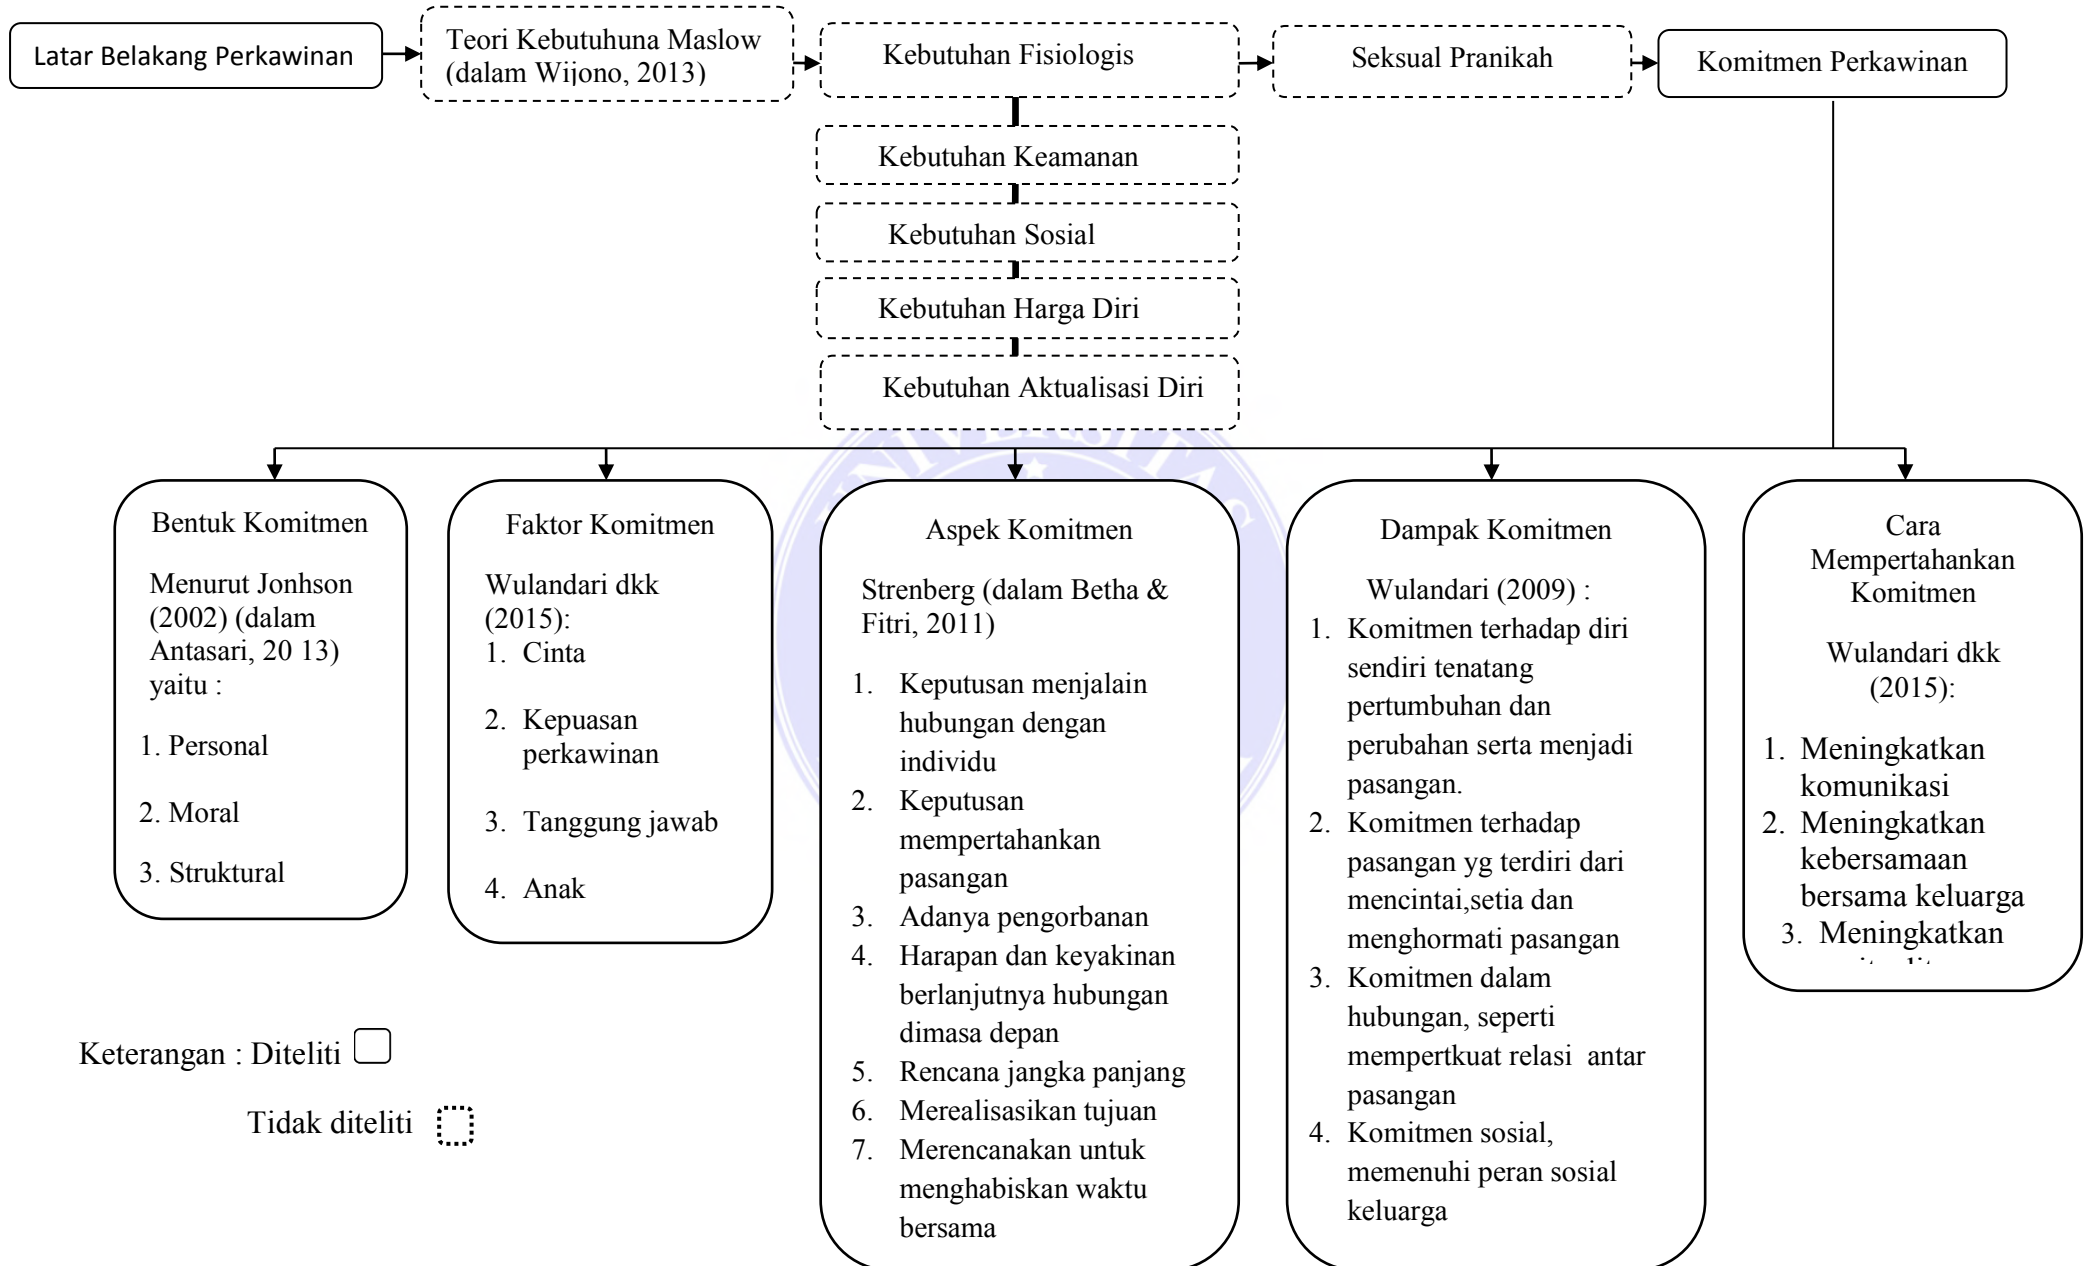 Latar Belakang Perkawinan
Teori Kebutuhuna Maslow
(dalam Wijono, 2013)
Kebutuhan Fisiologis
Seksual Pranikah
Komitmen Perkawinan
Kebutuhan Keamanan
Kebutuhan Sosial
Kebutuhan Harga Diri
Kebutuhan Aktualisasi Diri
UNIVERSITAS
Bentuk Komitmen
Menurut Jonhson
(2002) (dalam
Antasari, 20 13)
yaitu :
1. Personal
2. Moral
3. Struktural
Faktor Komitmen
Wulandari dkk
(2015):
1. Cinta
2. Kepuasan
perkawinan
3. Tanggung jawab
4. Anak
Aspek Komitmen
Strenberg (dalam Betha &
Fitri, 2011)
1. Keputusan menjalain
hubungan dengan
individu
2. Keputusan
mempertahankan
pasangan
3. Adanya pengorbanan
4. Harapan dan keyakinan
berlanjutnya hubungan
dimasa depan
5. Rencana jangka panjang
6. Merealisasikan tujuan
7. Merencanakan untuk
menghabiskan waktu
bersama
Dampak Komitmen
Wulandari (2009) :
1. Komitmen terhadap diri
sendiri tenatang
pertumbuhan dan
perubahan serta menjadi
pasangan.
2. Komitmen terhadap
pasangan yg terdiri dari
mencintai,setia dan
menghormati pasangan
3. Komitmen dalam
hubungan, seperti
mempertkuat relasi antar
pasangan
4. Komitmen sosial,
memenuhi peran sosial
keluarga
Cara
Mempertahankan
Komitmen
Wulandari dkk
(2015):
1. Meningkatkan
komunikasi
2. Meningkatkan
kebersamaan
bersama keluarga
3. Meningkatkan
Keterangan : Diteliti
Tidak diteliti